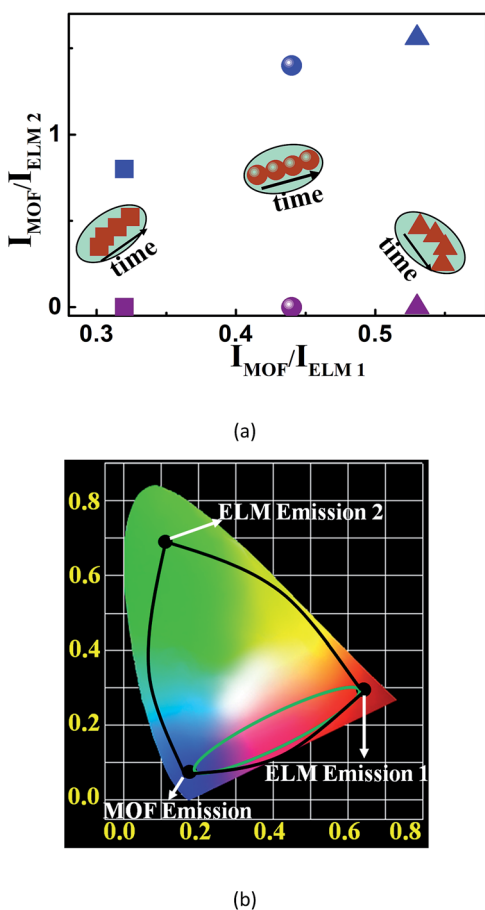 I_MOF/I_ELM 2
1
0
time
time
time
0.3 0.4 0.5
I_MOF/I_ELM 1
(a)
0.8
0.6
0.4
0.2
0.0
ELM Emission 2
ELM Emission 1
MOF Emission
0.0 0.2 0.4 0.6 0.8
(b)